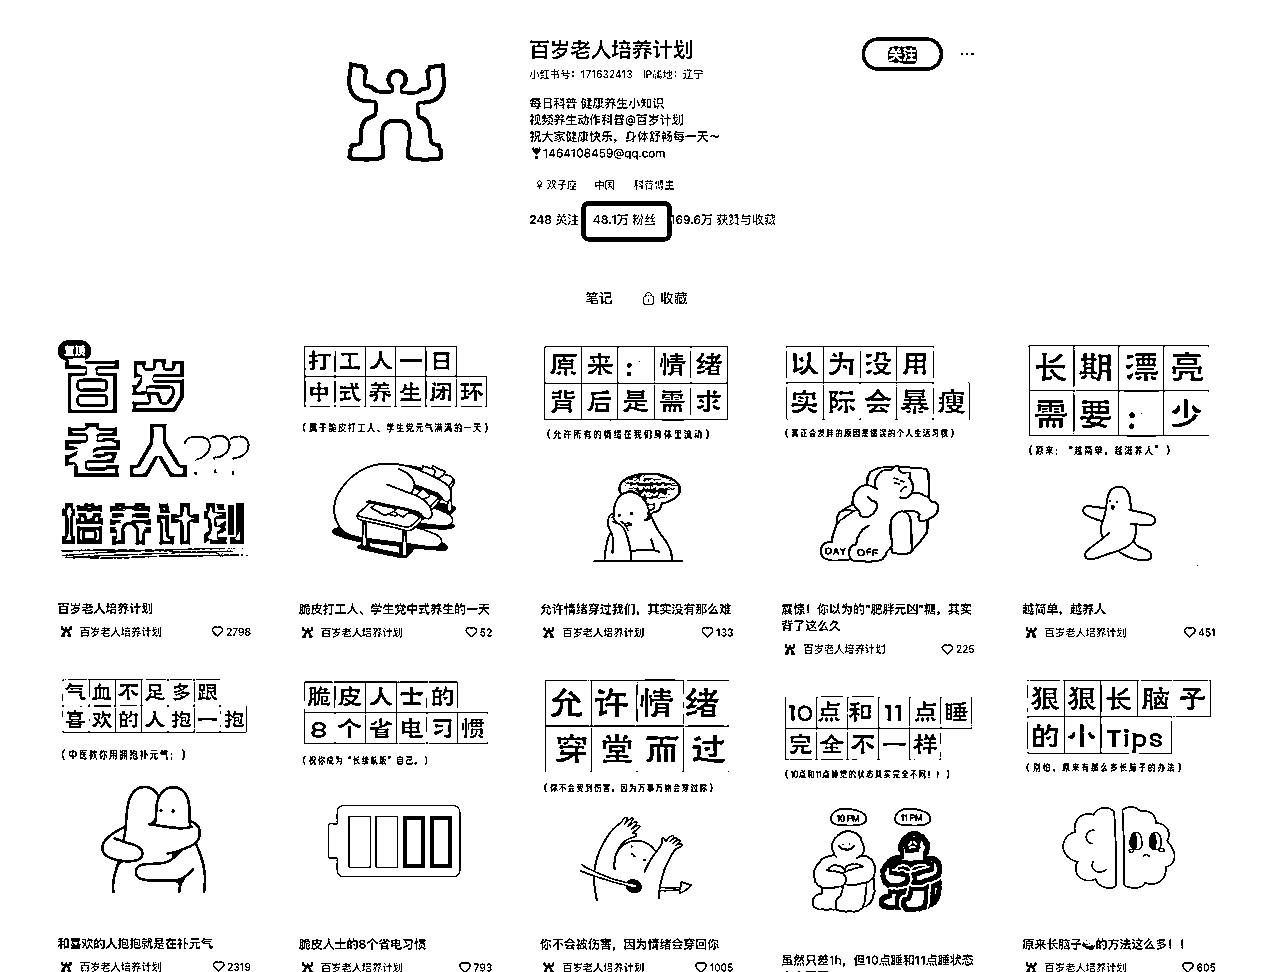 百岁老人培养计划
关注
小红书号：171632413 IP属地：辽宁
每日科普 健康养生小知识
视频养生动作科普@百岁计划
祝大家健康快乐，身体舒畅每一天～
1464108459@qq.com
双子座 中国 科普博主
248 关注 48.1万 粉丝 169.6万 获赞与收藏
笔记 收藏
置顶
百岁
老人???
培养计划
百岁老人培养计划
百岁老人培养计划 2798
打工人一日
中式养生闭环
（属于脆皮打工人、学生党元气满满的一天）
脆皮打工人、学生党中式养生的一天
百岁老人培养计划 52
原来：情绪
背后是需求
（允许所有的情绪在我们身体里流动）
允许情绪穿过我们，其实没有那么难
百岁老人培养计划 133
以为没用
实际会暴瘦
（真正会发胖的原因是错误的个人生活习惯）
DAY OFF
震惊！你以为的"肥胖元凶"糖，其实
背了这么久
百岁老人培养计划 225
长期漂亮
需要：少
（原来："越简单，越滋养人"）
越简单，越养人
百岁老人培养计划 451
气血不足多跟
喜欢的人抱一抱
（中医教你用拥抱补元气：）
和喜欢的人抱抱就是在补元气
百岁老人培养计划 2319
脆皮人士的
8个省电习惯
（祝你成为"长续航版"自己。）
脆皮人士的8个省电习惯
百岁老人培养计划 793
允许情绪
穿堂而过
（你不会受到伤害，因为万事万物会穿过你）
你不会被伤害，因为情绪会穿回你
百岁老人培养计划 1005
10点和11点睡
完全不一样
（10点和11点睡觉的状态其实完全不同！！）
10 PM 11 PM
虽然只差1h，但10点睡和11点睡状态
狠狠长脑子
的小Tips
（别怕，原来有那么多长脑子的办法）
原来长脑子的方法这么多！！
百岁老人培养计划 605